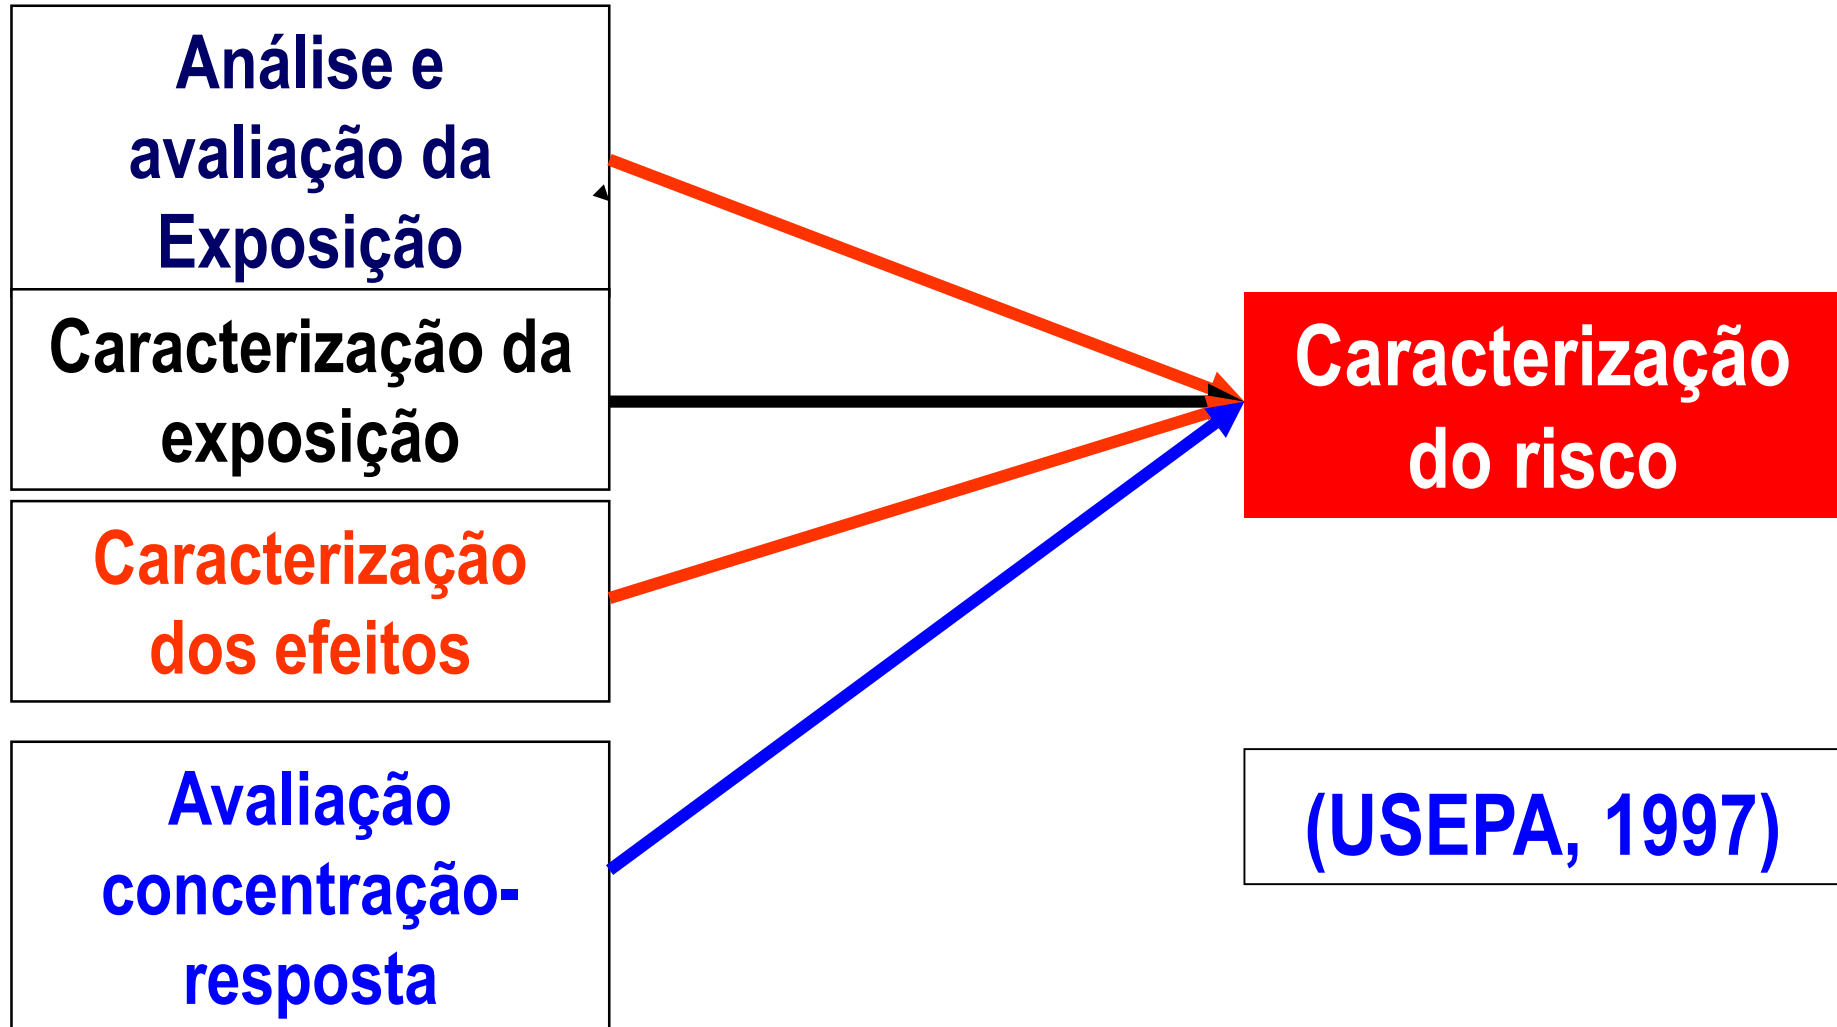 Análise e
avaliação da
Exposição
Caracterização da
exposição
Caracterização
dos efeitos
Avaliação
concentração-
resposta
Caracterização
do risco
(USEPA, 1997)